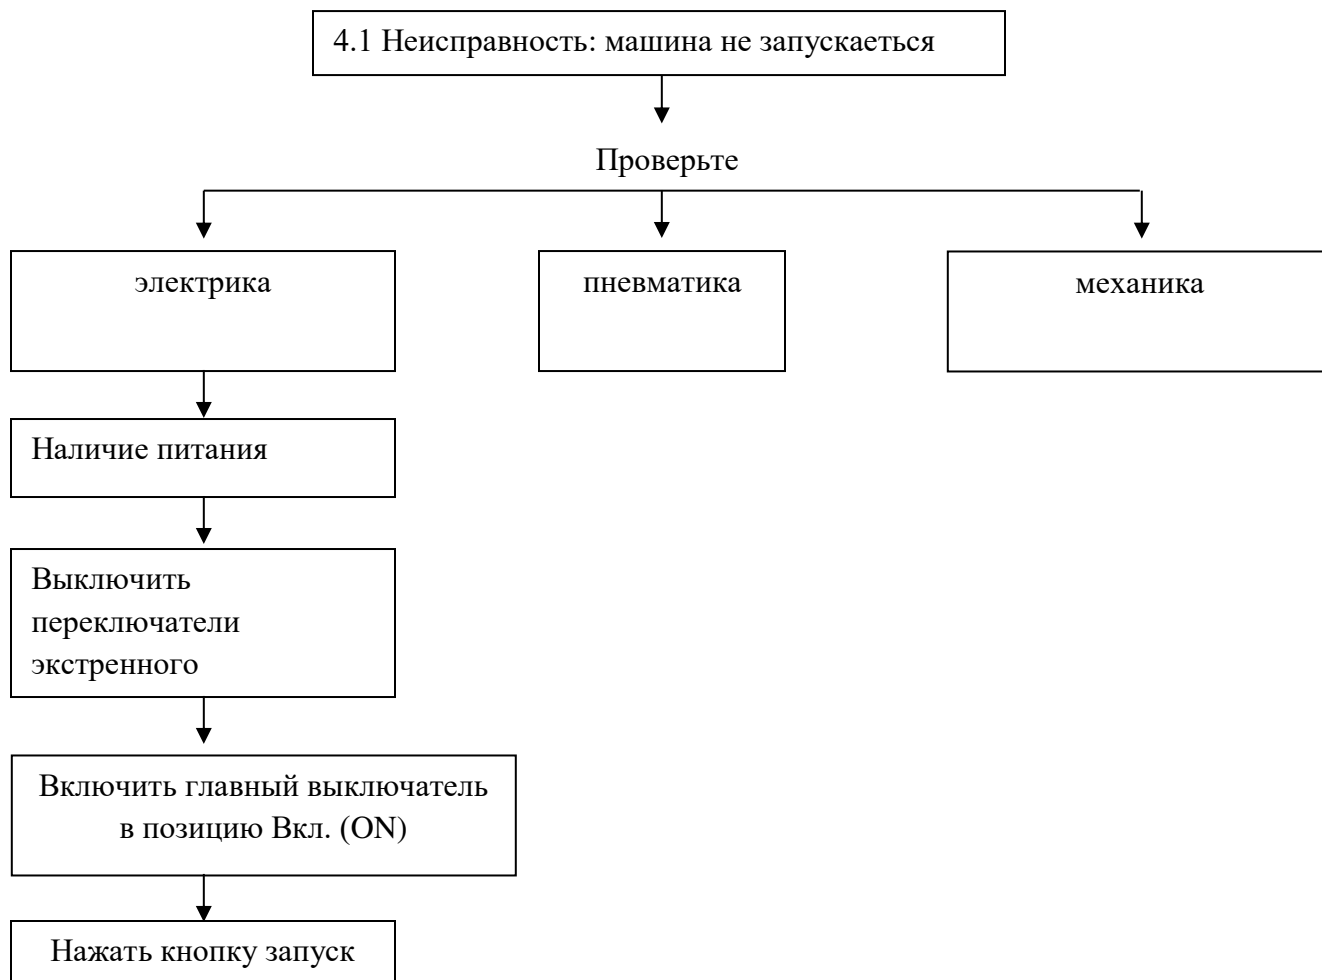 4.1 Неисправность: машина не запускаеться
Проверьте
электрика
пневматика
механика
Наличие питания
Выключить
переключатели
экстренного
Включить главный выключатель
в позицию Вкл. (ON)
Нажать кнопку запуск